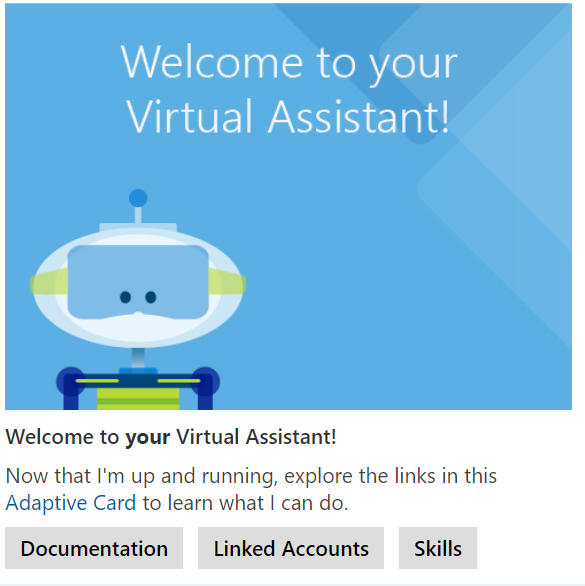 Welcome to your
Virtual Assistant!
Welcome to your Virtual Assistant!
Now that I'm up and running, explore the links in this
Adaptive Card to learn what I can do.
Documentation
Linked Accounts
Skills